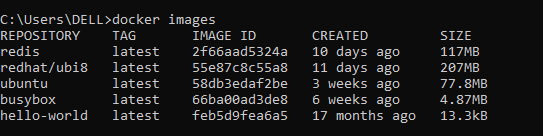 C:\Users\DELL>docker images
REPOSITORY TAG IMAGE ID CREATED SIZE
redis latest 2f66aad5324a 10 days ago 117MB
redhat/ubi8 latest 55e87c8c55a8 11 days ago 207MB
ubuntu latest 58db3edaf2be 3 weeks ago 77.8MB
busybox latest 66ba00ad3de8 6 weeks ago 4.87MB
hello-world latest feb5d9fea6a5 17 months ago 13.3kB